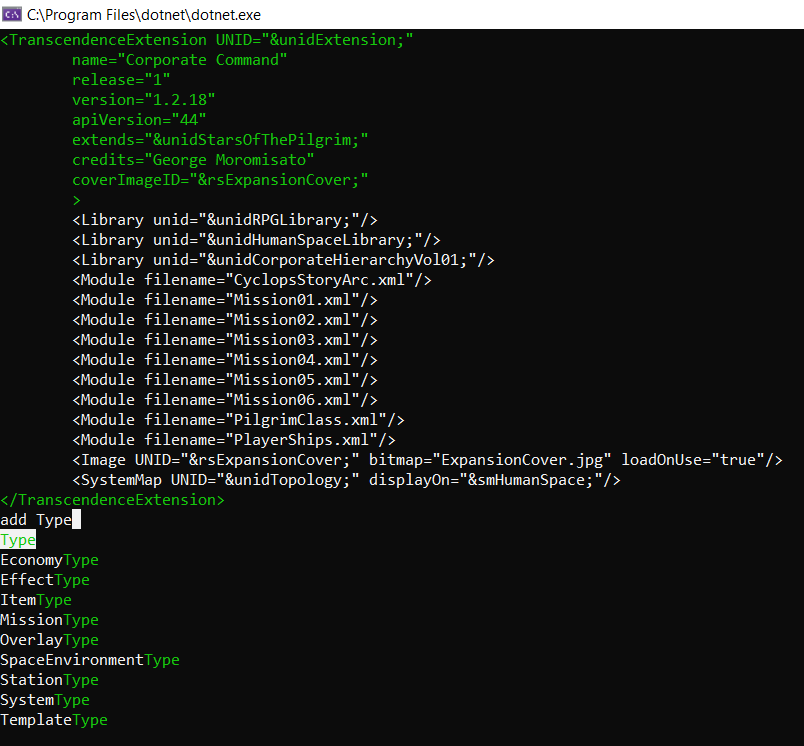 C:\Program Files\dotnet\dotnet.exe
<TranscendenceExtension UNID="&unidExtension;"
name="Corporate Command"
release="1"
version="1.2.18"
apiVersion="44"
extends="&unidStarsOfThePilgrim;"
credits="George Moromisato"
coverImageID="&rsExpansionCover;"
>
<Library unid="&unidRPGLibrary;"/>
<Library unid="&unidHumanSpaceLibrary;"/>
<Library unid="&unidCorporateHierarchyVol01;"/>
<Module filename="CyclopsStoryArc.xml"/>
<Module filename="Mission01.xml"/>
<Module filename="Mission02.xml"/>
<Module filename="Mission03.xml"/>
<Module filename="Mission04.xml"/>
<Module filename="Mission05.xml"/>
<Module filename="Mission06.xml"/>
<Module filename="PilgrimClass.xml"/>
<Module filename="PlayerShips.xml"/>
<Image UNID="&rsExpansionCover;" bitmap="ExpansionCover.jpg" loadOnUse="true"/>
<SystemMap UNID="&unidTopology;" displayOn="&smHumanSpace;"/>
</TranscendenceExtension>
add Type
Type
EconomyType
EffectType
ItemType
MissionType
OverlayType
SpaceEnvironmentType
StationType
SystemType
TemplateType